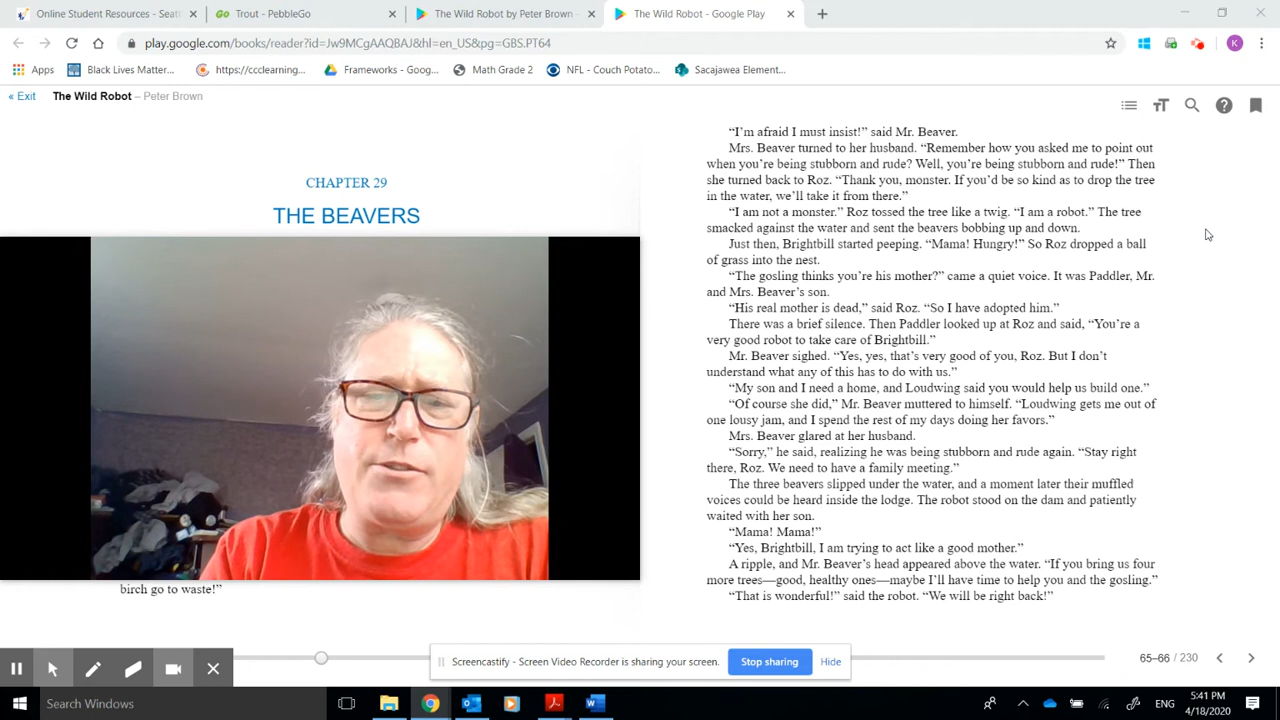 Online Student Resources - Seatt
Trout - PebbleGo
The Wild Robot by Peter Brown -
The Wild Robot - Google Play
play.google.com/books/reader?id=Jw9MCgAAQBAJ&hl=en_US&pg=GBS.PT64
K
Apps
Black Lives Matter...
https://ccclearning...
Frameworks - Goog...
Math Grade 2
NFL - Couch Potato...
Sacajawea Element...
« Exit
The Wild Robot – Peter Brown
CHAPTER 29
THE BEAVERS
birch go to waste!”
“I’m afraid I must insist!” said Mr. Beaver.
Mrs. Beaver turned to her husband. “Remember how you asked me to point out
when you’re being stubborn and rude? Well, you’re being stubborn and rude!” Then
she turned back to Roz. “Thank you, monster. If you’d be so kind as to drop the tree
in the water, we’ll take it from there.”
“I am not a monster.” Roz tossed the tree like a twig. “I am a robot.” The tree
smacked against the water and sent the beavers bobbing up and down.
Just then, Brightbill started peeping. “Mama! Hungry!” So Roz dropped a ball
of grass into the nest.
“The gosling thinks you’re his mother?” came a quiet voice. It was Paddler, Mr.
and Mrs. Beaver’s son.
“His real mother is dead,” said Roz. “So I have adopted him.”
There was a brief silence. Then Paddler looked up at Roz and said, “You’re a
very good robot to take care of Brightbill.”
Mr. Beaver sighed. “Yes, yes, that’s very good of you, Roz. But I don’t
understand what any of this has to do with us.”
“My son and I need a home, and Loudwing said you would help us build one.”
“Of course she did,” Mr. Beaver muttered to himself. “Loudwing gets me out of
one lousy jam, and I spend the rest of my days doing her favors.”
Mrs. Beaver glared at her husband.
“Sorry,” he said, realizing he was being stubborn and rude again. “Stay right
there, Roz. We need to have a family meeting.”
The three beavers slipped under the water, and a moment later their muffled
voices could be heard inside the lodge. The robot stood on the dam and patiently
waited with her son.
“Mama! Mama!”
“Yes, Brightbill, I am trying to act like a good mother.”
A ripple, and Mr. Beaver’s head appeared above the water. “If you bring us four
more trees—good, healthy ones—maybe I’ll have time to help you and the gosling.”
“That is wonderful!” said the robot. “We will be right back!”
Screencastify - Screen Video Recorder is sharing your screen.
Stop sharing
Hide
65–66 / 230
Search Windows
ENG
5:41 PM
4/18/2020